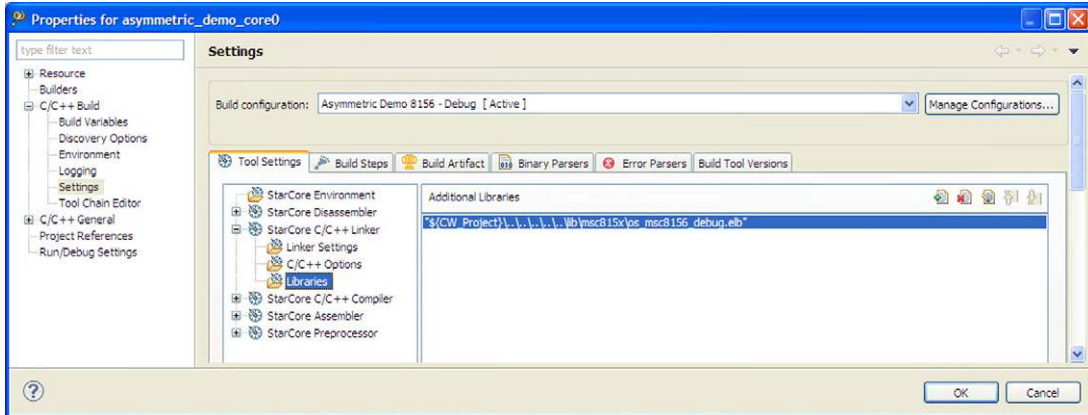 Properties for asymmetric_demo_core0
type filter text
Settings
Resource
Builders
C/C++ Build
Build Variables
Discovery Options
Environment
Logging
Settings
Tool Chain Editor
C/C++ General
Project References
Run/Debug Settings
Build configuration: Asymmetric Demo 8156 - Debug [ Active ] Manage Configurations...
Tool Settings Build Steps Build Artifact Binary Parsers Error Parsers Build Tool Versions
StarCore Environment
StarCore Disassembler
StarCore C/C++ Linker
Linker Settings
C/C++ Options
Libraries
StarCore C/C++ Compiler
StarCore Assembler
StarCore Preprocessor
Additional Libraries
"${CW_Project}\..\..\..\..\..\lib\msc815x\os_msc8156_debug.elb"
OK Cancel